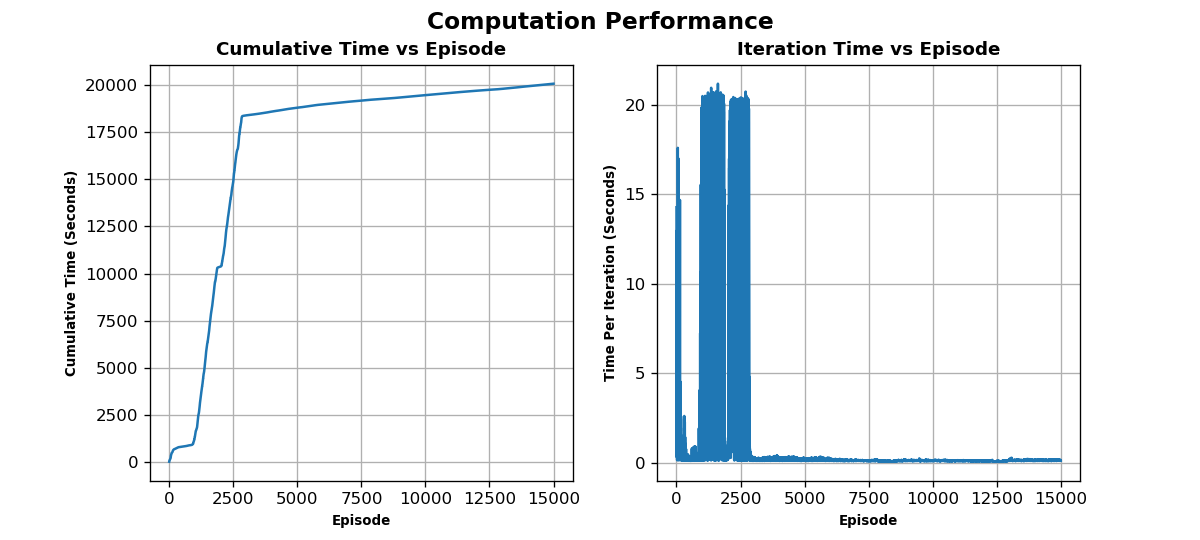 Computation Performance
Cumulative Time vs Episode
Cumulative Time (Seconds)
20000
17500
15000
12500
10000
7500
5000
2500
0
0 2500 5000 7500 10000 12500 15000
Episode
Iteration Time vs Episode
Time Per Iteration (Seconds)
20
15
10
5
0
0 2500 5000 7500 10000 12500 15000
Episode